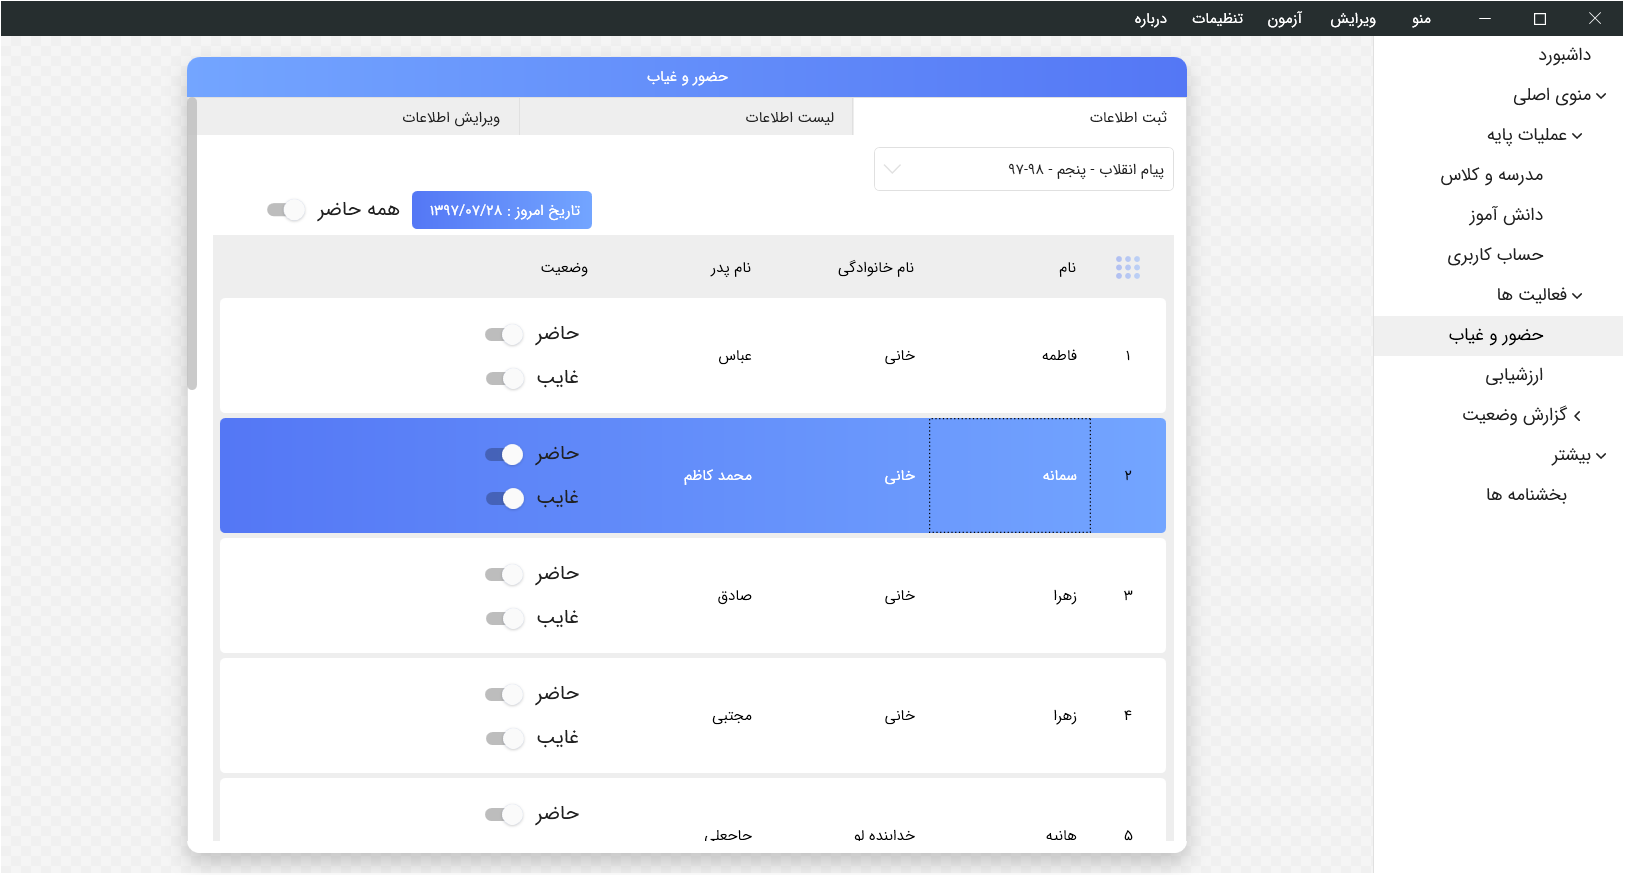 منو ویرایش آزمون تنظیمات درباره
داشبورد
منوی اصلی
عملیات پایه
مدرسه و کلاس
دانش آموز
حساب کاربری
فعالیت ها
حضور و غیاب
ارزشیابی
گزارش وضعیت
بیشتر
بخشنامه ها
حضور و غیاب
ثبت اطلاعات لیست اطلاعات ویرایش اطلاعات
پیام انقلاب - پنجم - ۹۸-۹۷
تاریخ امروز : ۱۳۹۷/۰۷/۲۸ همه حاضر
نام نام خانوادگی نام پدر وضعیت
حاضر
۱ فاطمه خانی عباس
غایب
حاضر
۲ سمانه خانی محمد کاظم
غایب
حاضر
۳ زهرا خانی صادق
غایب
حاضر
۴ زهرا خانی مجتبی
غایب
حاضر
۵ هانیه خدابنده لو حاجعلی